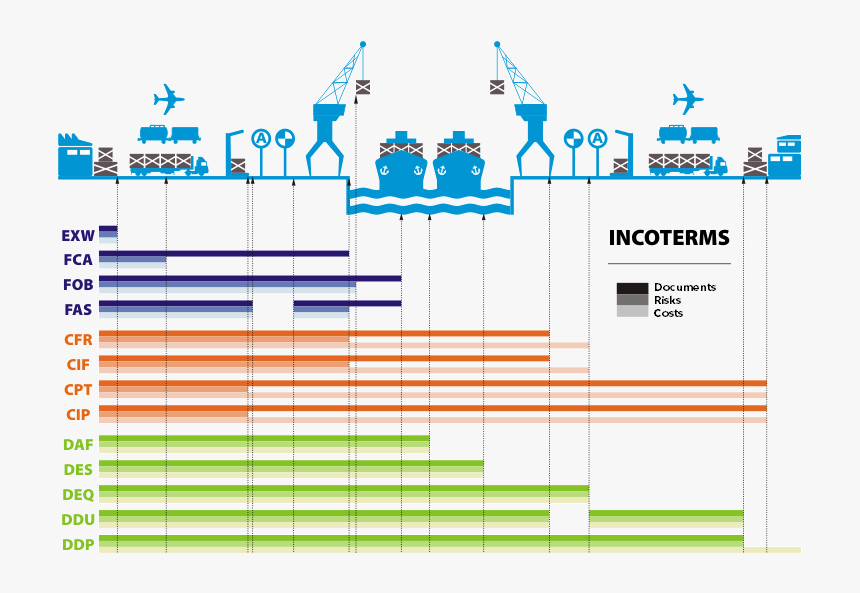 A
A
EXW
FCA
FOB
FAS
CFR
CIF
CPT
CIP
DAF
DES
DEQ
DDU
DDP
INCOTERMS
Documents
Risks
Costs